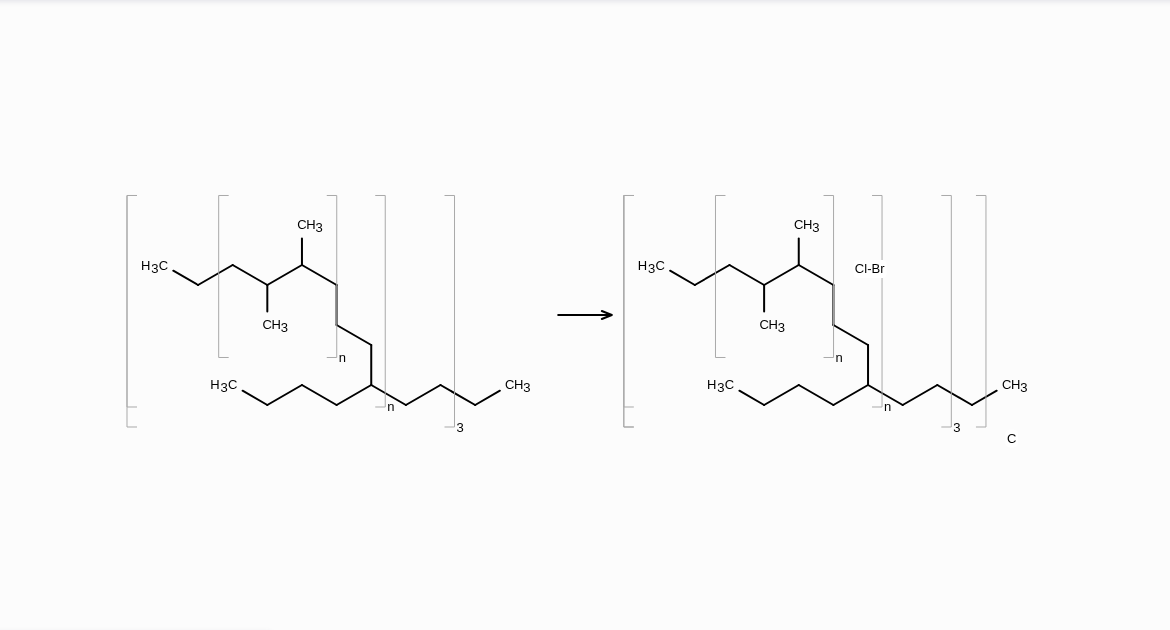 CH3 CH3
H3C H3C Cl-Br
CH3 CH3
n n
H3C CH3 H3C CH3
n n
3 3
C